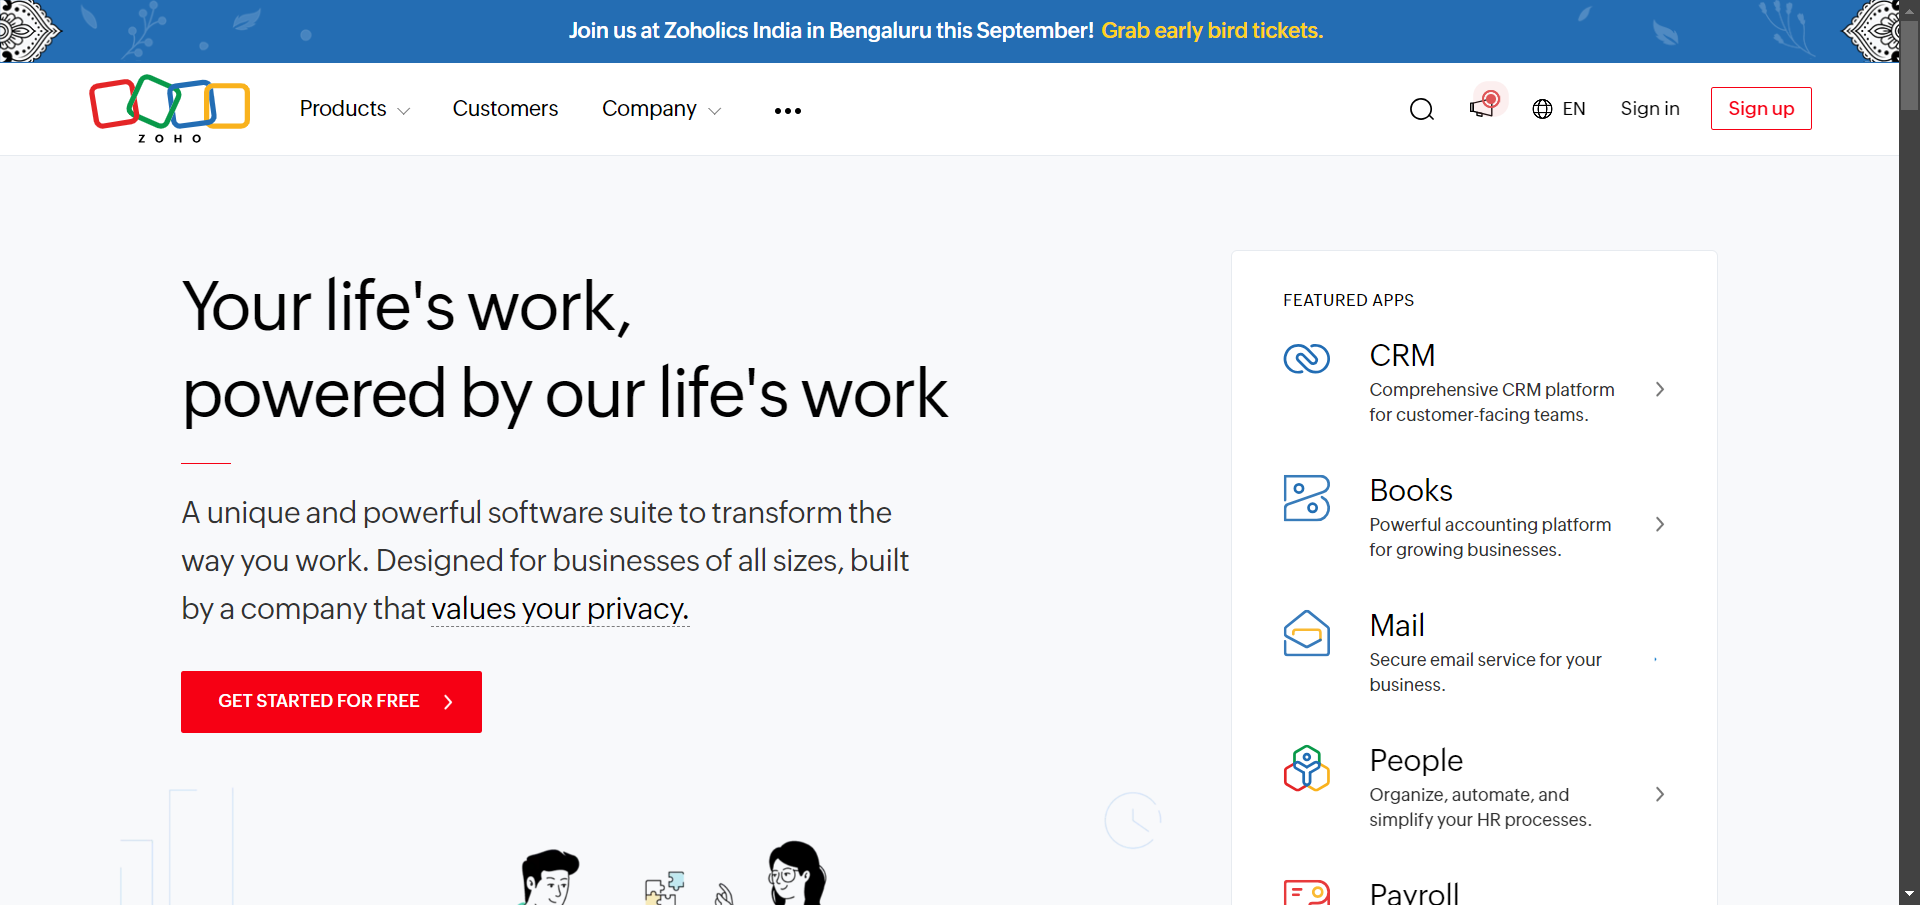 Join us at Zoholics India in Bengaluru this September! Grab early bird tickets.
ZOHO
Products
Customers
Company
EN
Sign in
Sign up
Your life's work,
powered by our life's work
A unique and powerful software suite to transform the
way you work. Designed for businesses of all sizes, built
by a company that values your privacy.
GET STARTED FOR FREE
FEATURED APPS
CRM
Comprehensive CRM platform
for customer-facing teams.
Books
Powerful accounting platform
for growing businesses.
Mail
Secure email service for your
business.
People
Organize, automate, and
simplify your HR processes.
Payroll